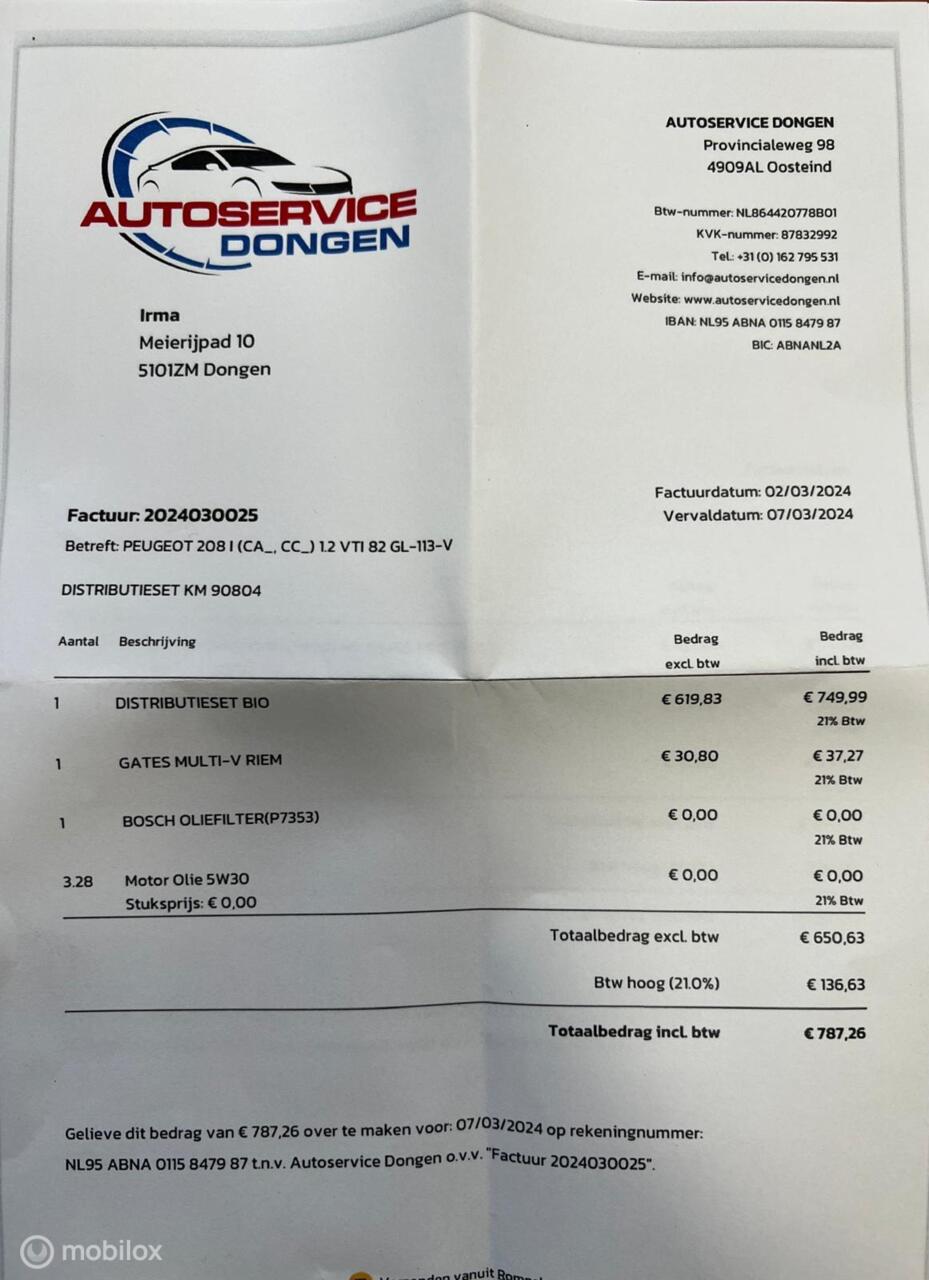 AUTOSERVICE
DONGEN
AUTOSERVICE DONGEN
Provincialeweg 98
4909AL Oosteind
Btw-nummer: NL864420778B01
KVK-nummer: 87832992
Tel.: +31 (0) 162 795 531
E-mail: info@autoservicedongen.nl
Website: www.autoservicedongen.nl
IBAN: NL95 ABNA 0115 8479 87
BIC: ABNANL2A
Irma
Meierijpad 10
5101ZM Dongen
Factuurdatum: 02/03/2024
Vervaldatum: 07/03/2024
Factuur: 2024030025
Betreft: PEUGEOT 208 I (CA_, CC_) 1.2 VTI 82 GL-113-V
DISTRIBUTIESET KM 90804
Aantal Beschrijving Bedrag excl. btw Bedrag incl. btw
1 DISTRIBUTIESET BIO € 619,83 € 749,99
21% Btw
1 GATES MULTI-V RIEM € 30,80 € 37,27
21% Btw
1 BOSCH OLIEFILTER(P7353) € 0,00 € 0,00
21% Btw
3.28 Motor Olie 5W30 € 0,00 € 0,00
Stuksprijs: € 0,00 21% Btw
Totaalbedrag excl. btw € 650,63
Btw hoog (21.0%) € 136,63
Totaalbedrag incl. btw € 787,26
Gelieve dit bedrag van € 787,26 over te maken voor: 07/03/2024 op rekeningnummer:
NL95 ABNA 0115 8479 87 t.n.v. Autoservice Dongen o.v.v. "Factuur 2024030025".
mobilox
vanuit